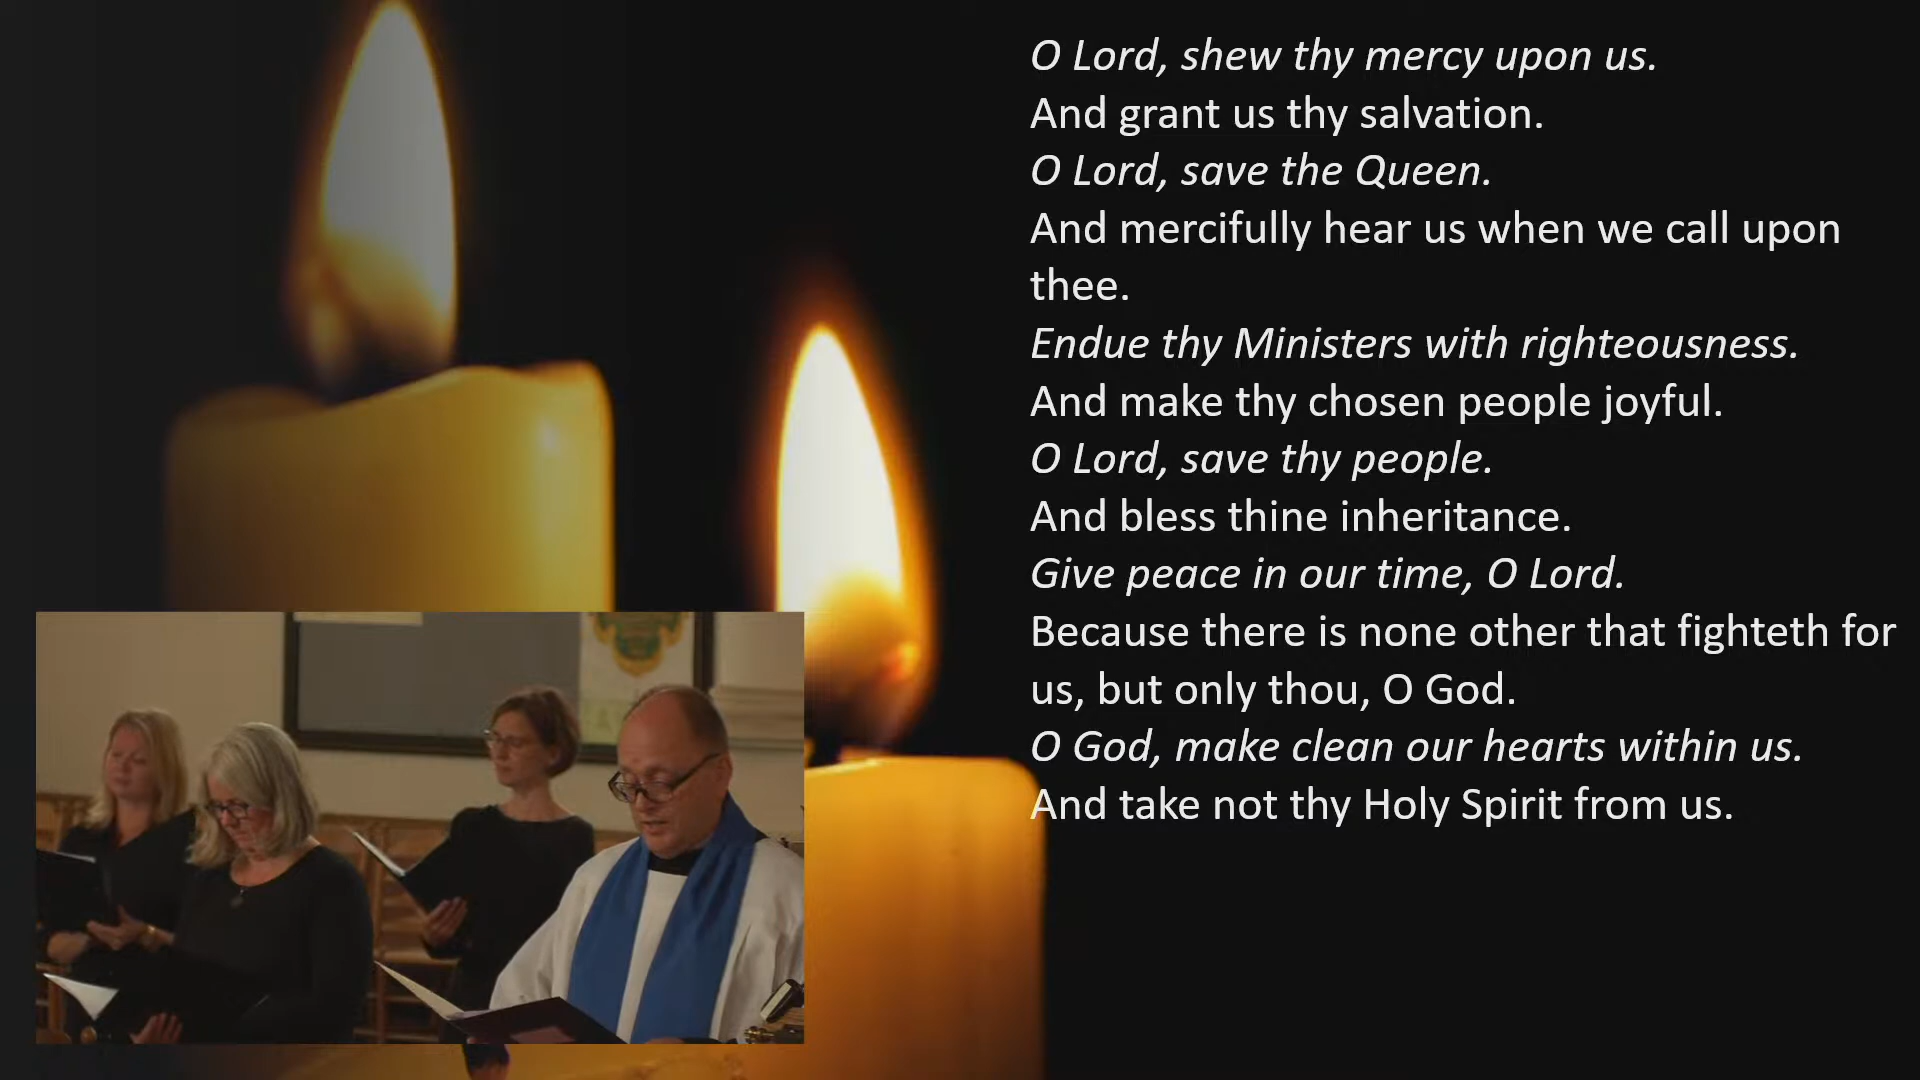 O Lord, shew thy mercy upon us.
And grant us thy salvation.
O Lord, save the Queen.
And mercifully hear us when we call upon
thee.
Endue thy Ministers with righteousness.
And make thy chosen people joyful.
O Lord, save thy people.
And bless thine inheritance.
Give peace in our time, O Lord.
Because there is none other that fighteth for
us, but only thou, O God.
O God, make clean our hearts within us.
And take not thy Holy Spirit from us.